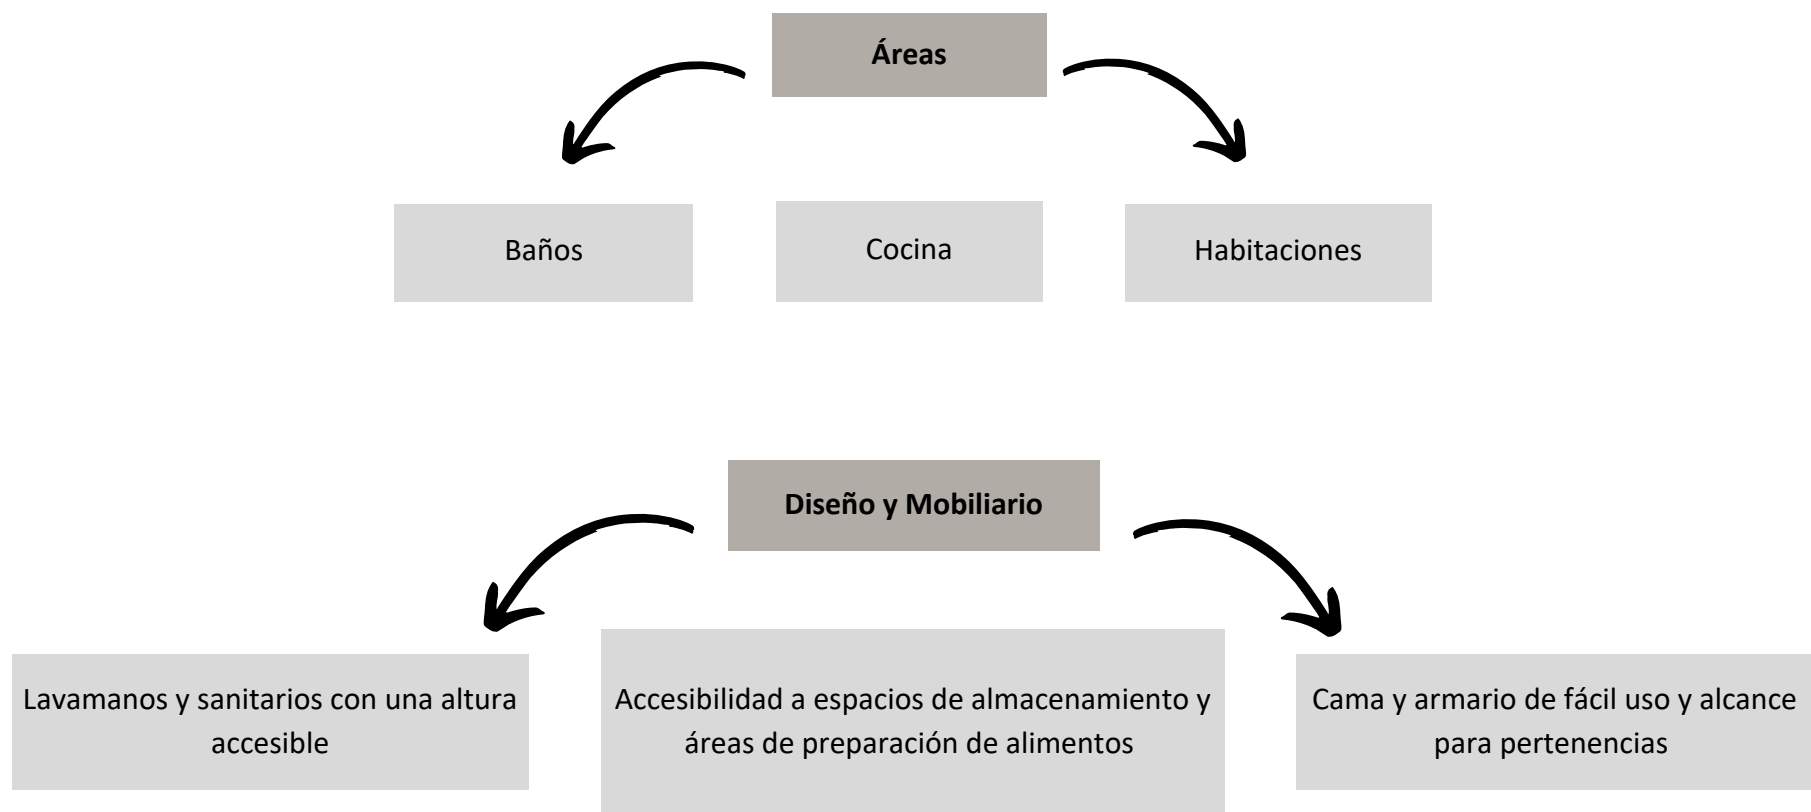 Áreas
Baños
Cocina
Habitaciones
Diseño y Mobiliario
Lavamanos y sanitarios con una altura
accesible
Accesibilidad a espacios de almacenamiento y
áreas de preparación de alimentos
Cama y armario de fácil uso y alcance
para pertenencias